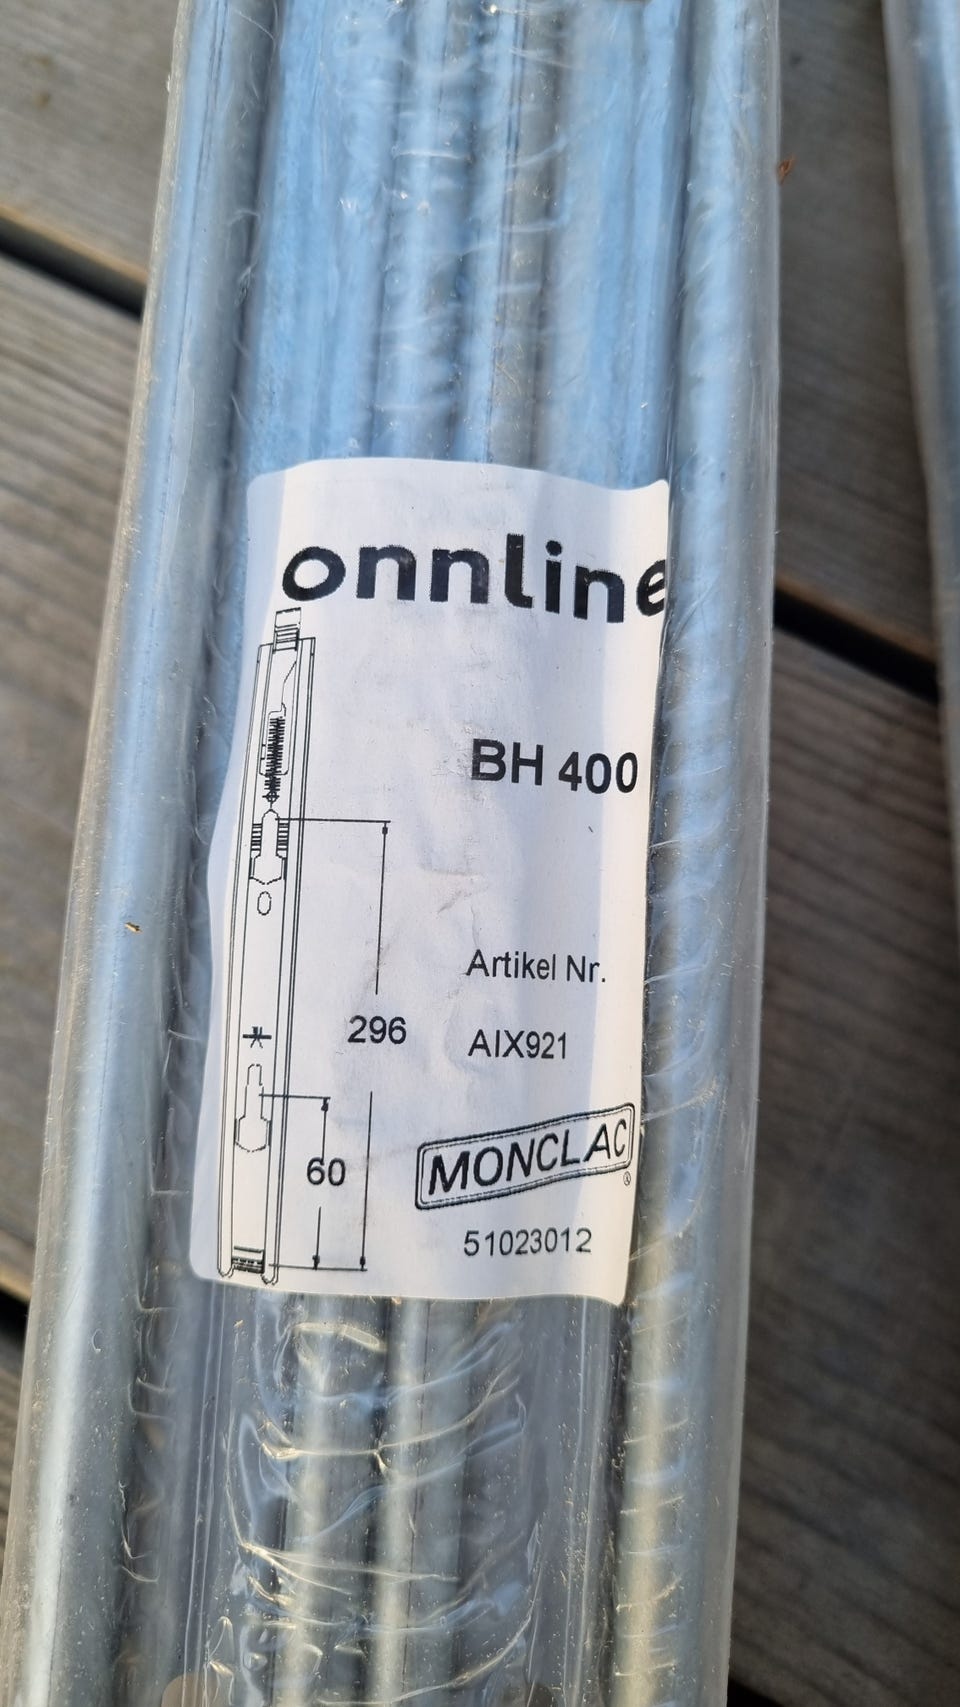 onnline
BH 400
Artikel Nr.
296
AIX921
MONCLAC
®
60
51023012